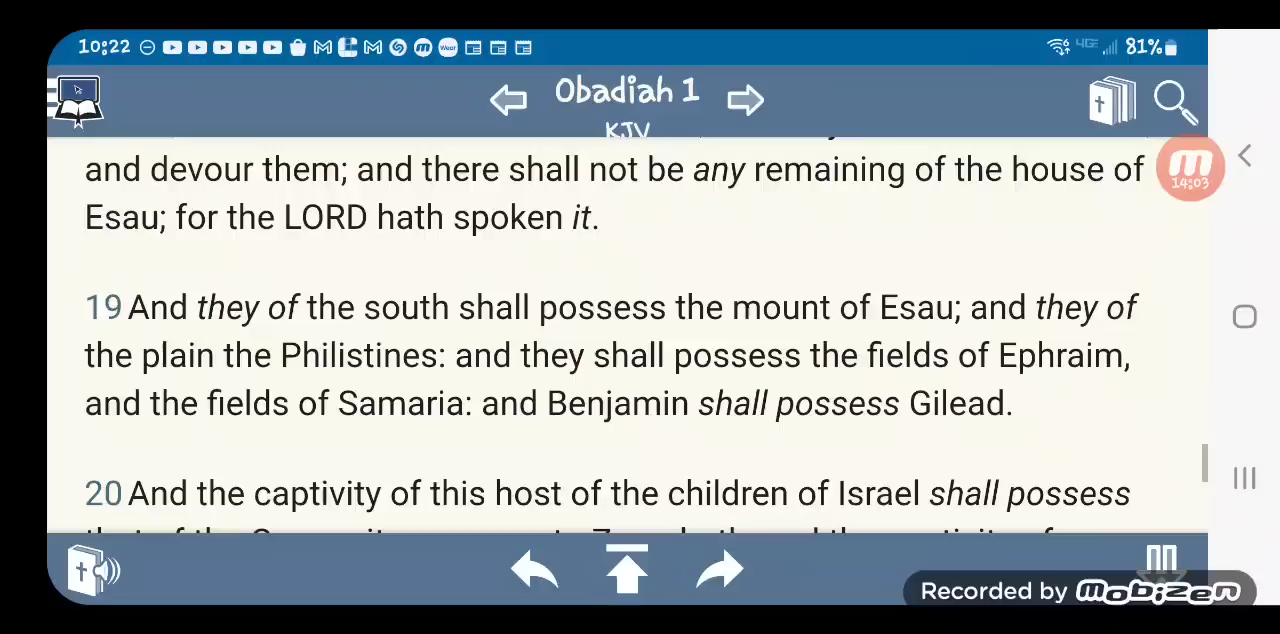 10:22 Wear 4GE 81%
Obadiah 1
KJV
and devour them; and there shall not be any remaining of the house of
14:03
Esau; for the LORD hath spoken it.
19 And they of the south shall possess the mount of Esau; and they of
the plain the Philistines: and they shall possess the fields of Ephraim,
and the fields of Samaria: and Benjamin shall possess Gilead.
20 And the captivity of this host of the children of Israel shall possess
Recorded by Mobizen